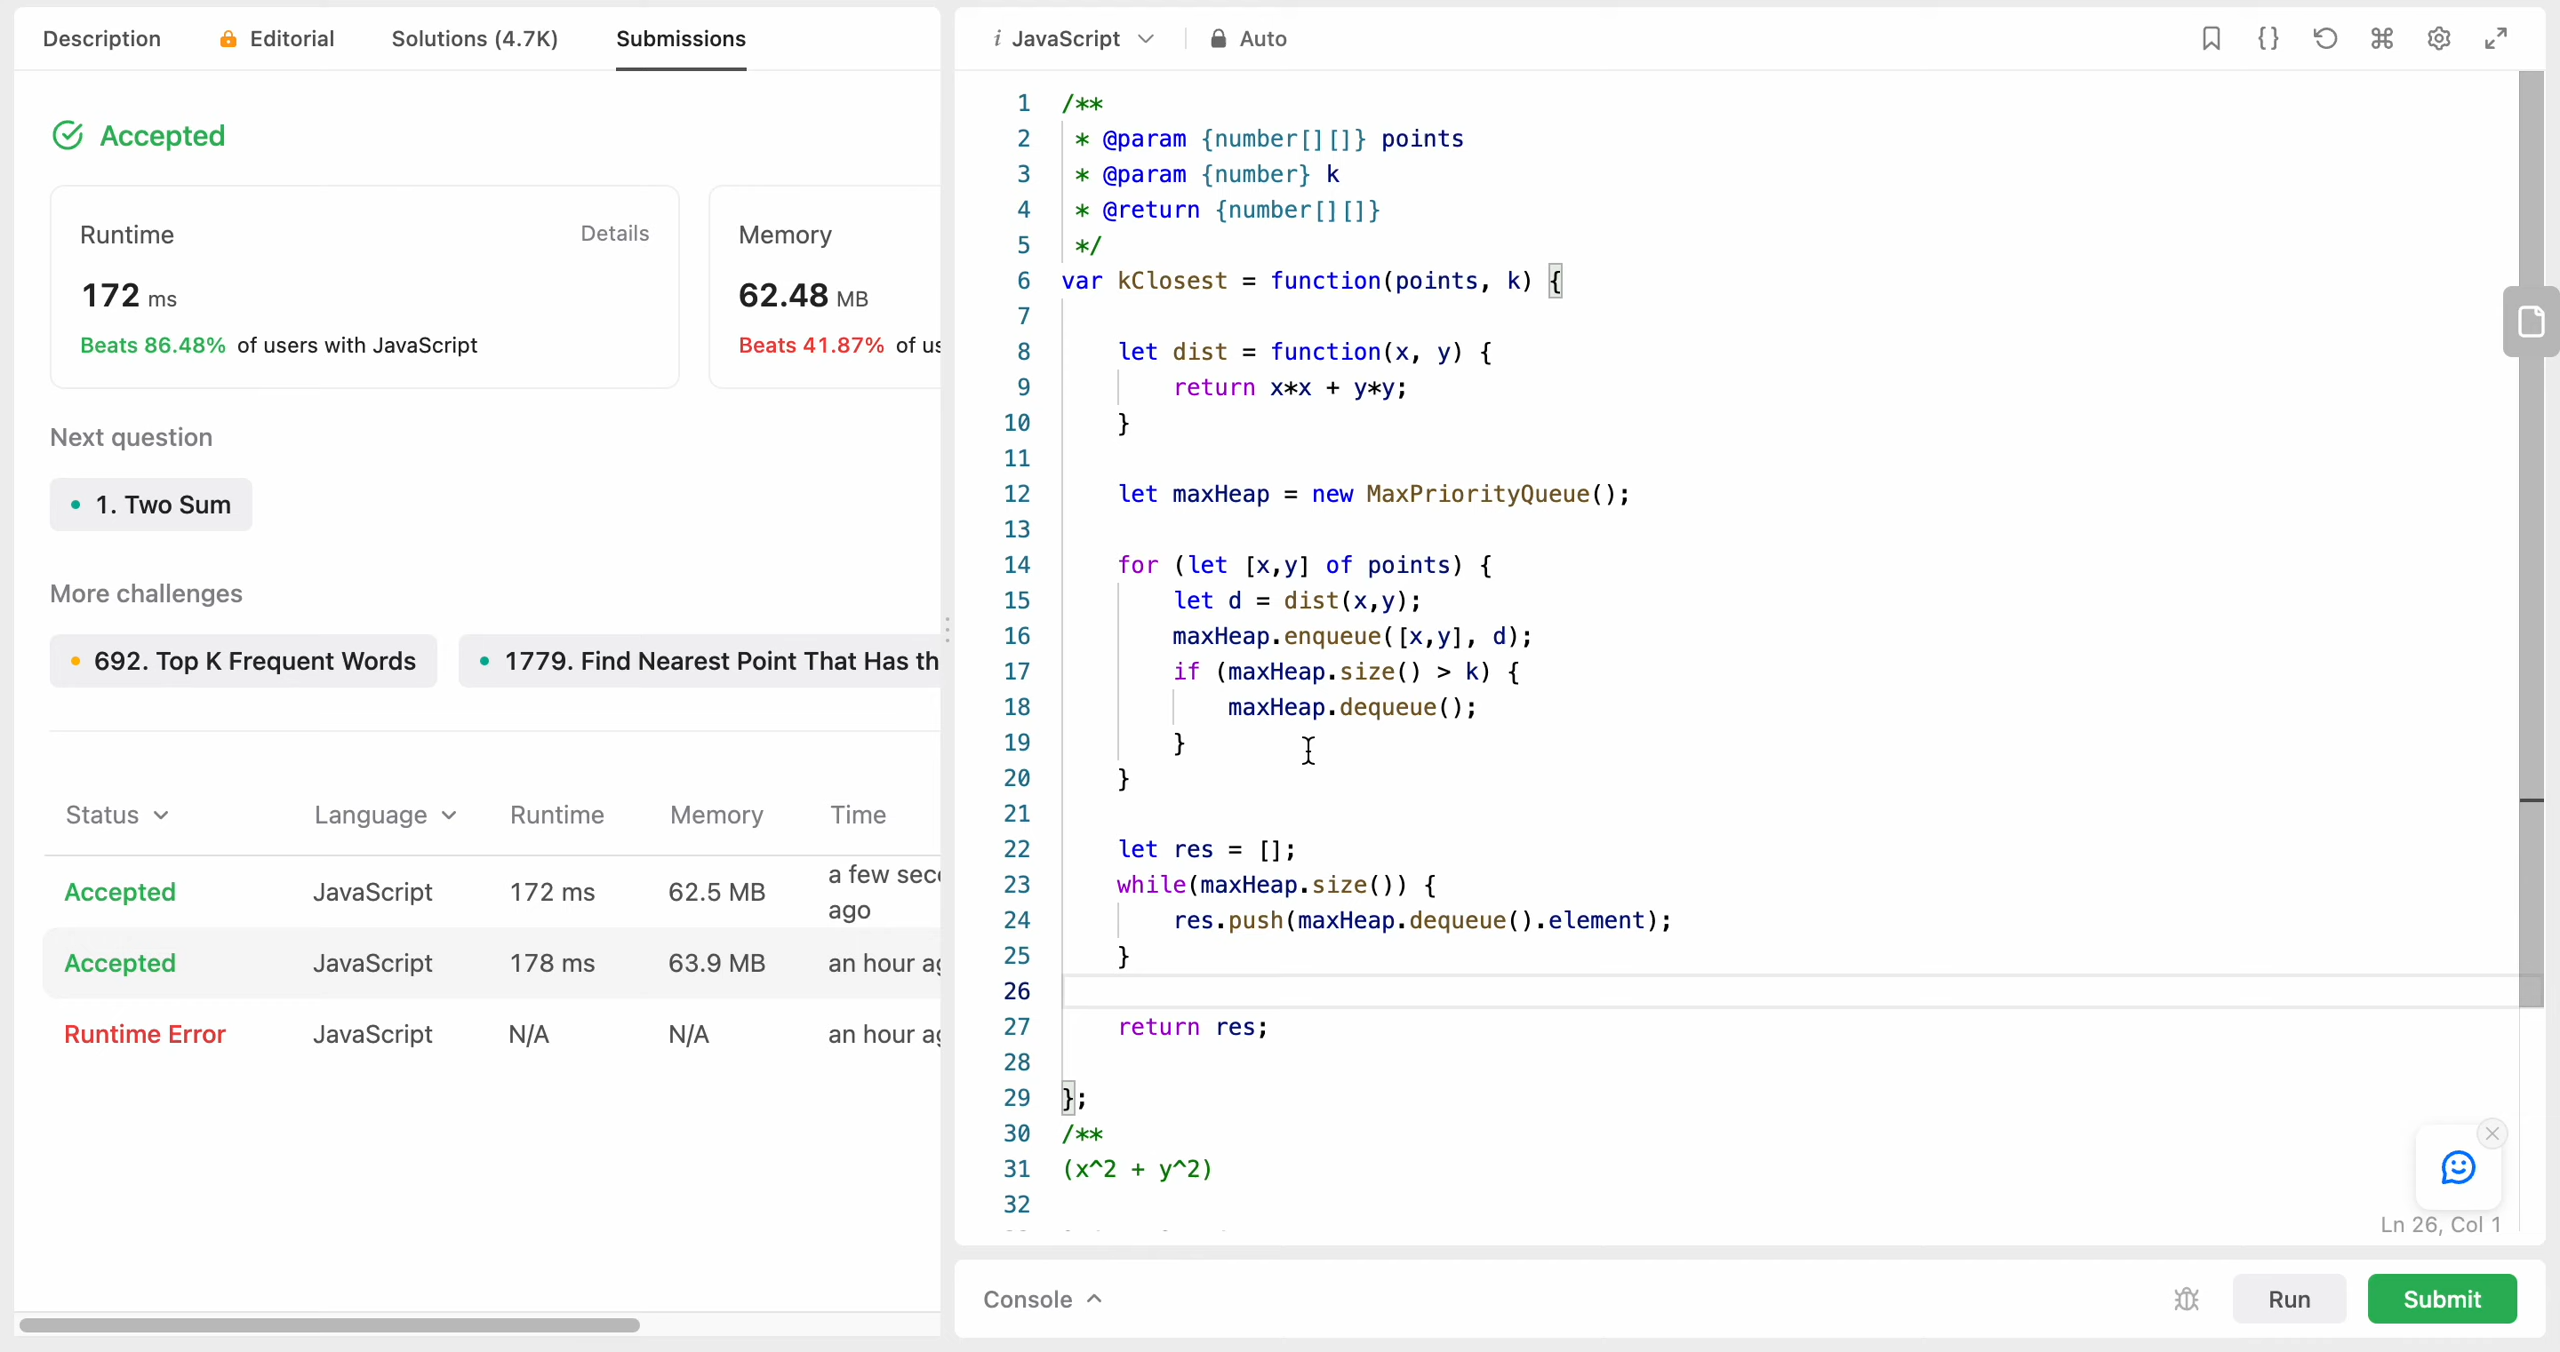 Description
Editorial
Solutions (4.7K)
Submissions
Accepted
Runtime
Details
172 ms
Beats 86.48% of users with JavaScript
Memory
62.48 MB
Beats 41.87% of us
Next question
1. Two Sum
More challenges
692. Top K Frequent Words
1779. Find Nearest Point That Has th
Status Language Runtime Memory Time
Accepted JavaScript 172 ms 62.5 MB a few sec
ago
Accepted JavaScript 178 ms 63.9 MB an hour ag
Runtime Error JavaScript N/A N/A an hour ag
i JavaScript
Auto
1 /**
2 * @param {number[][]} points
3 * @param {number} k
4 * @return {number[][]}
5 */
6 var kClosest = function(points, k) {
7
8 let dist = function(x, y) {
9 return x*x + y*y;
10 }
11
12 let maxHeap = new MaxPriorityQueue();
13
14 for (let [x,y] of points) {
15 let d = dist(x,y);
16 maxHeap.enqueue([x,y], d);
17 if (maxHeap.size() > k) {
18 maxHeap.dequeue();
19 }
20 }
21
22 let res = [];
23 while(maxHeap.size()) {
24 res.push(maxHeap.dequeue().element);
25 }
26
27 return res;
28
29 };
30 /**
31 (x^2 + y^2)
32
Ln 26, Col 1
Console
Run
Submit